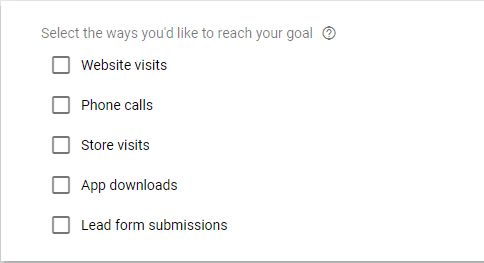 Select the ways you'd like to reach your goal
Website visits
Phone calls
Store visits
App downloads
Lead form submissions